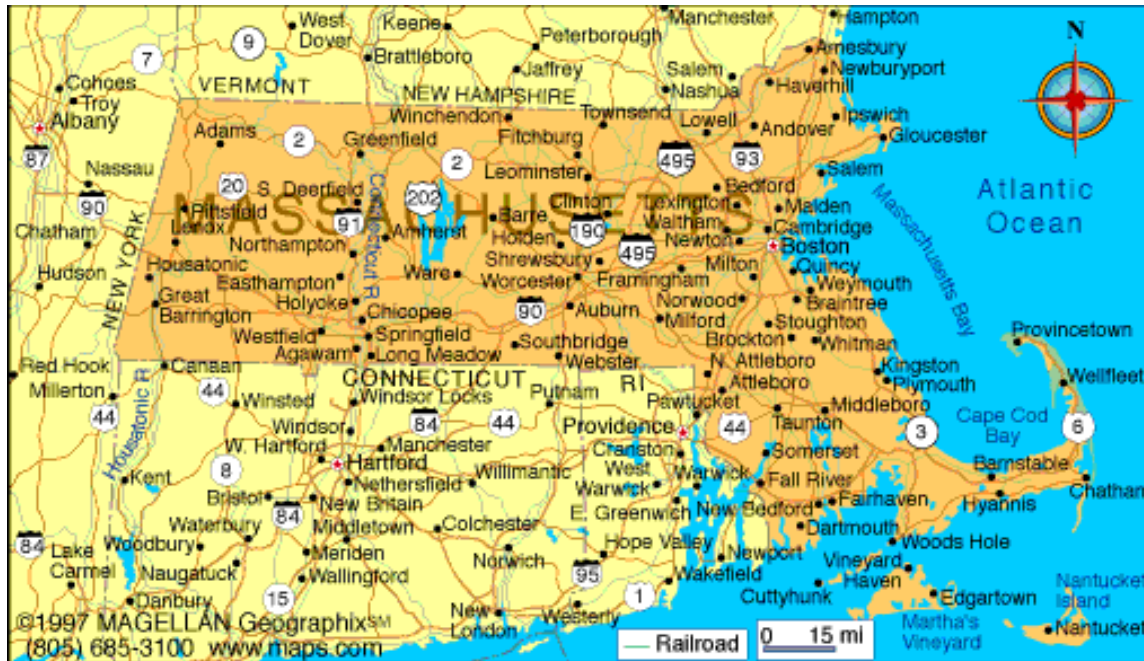 West
Dover
Keene
Manchester
Hampton
9
Peterborough
Amesbury
N
Brattleboro
7
Newburyport
Cohoes
VERMONT
Jaffrey
Salem
Haverhill
Troy
NEW HAMPSHIRE
Nashua
Albany
Winchendon
Townsend
Ipswich
Adams
2
Greenfield
Fitchburg
Lowell
Andover
Gloucester
87
2
495
93
Nassau
Leominster
Salem
20
S. Deerfield
Connecticut R
202
Bedford
Atlantic
Ocean
90
MASSACHUSETTS
Clinton
Lexington
Malden
Massachusetts Bay
Pittsfield
91
Barre
Waltham
Cambridge
Chatham
Lenox
Amherst
190
NEW YORK
Northampton
Holden
495
Newton
Boston
Hudson
Housatonic
Ware
Shrewsbury
Milton
Quincy
Easthampton
Worcester
Framingham
Weymouth
Great
Barrington
Holyoke
90
Auburn
Norwood
Braintree
Chicopee
Milford
Stoughton
Provincetown
Westfield
Springfield
Southbridge
Brockton
Whitman
Agawam
Long Meadow
Webster
N. Attleboro
Red Hook
Canaan
CONNECTICUT
RI
Kingston
Millerton
Attleboro
Plymouth
Wellfleet
44
Winsted
Windsor Locks
Putnam
Pawtucket
Middleboro
44
Housatonic R
Windsor
84
44
Providence
44
Taunton
3
Cape Cod
Bay
6
W. Hartford
Manchester
Cranston
Somerset
8
Hartford
Willimantic
West
Warwick
Warwick
Barnstable
Kent
Nethersfield
Fall River
Chatham
Bristol
New Britain
E.
Greenwich
New Bedford
Fairhaven
Hyannis
84
Waterbury
Middletown
Colchester
Dartmouth
84
Woodbury
Hope Valley
Newport
Woods Hole
Lake
Carmel
Meriden
Norwich
Vineyard
Haven
Naugatuck
Wallingford
95
Wakefield
Cuttyhunk
Nantucket
Island
Danbury
15
1
Edgartown
New
London
Westerly
Martha's
Vineyard
Nantucket
©1997 MAGELLAN Geographix SM
(805) 685-3100 www.maps.com
Railroad
0 15 mi